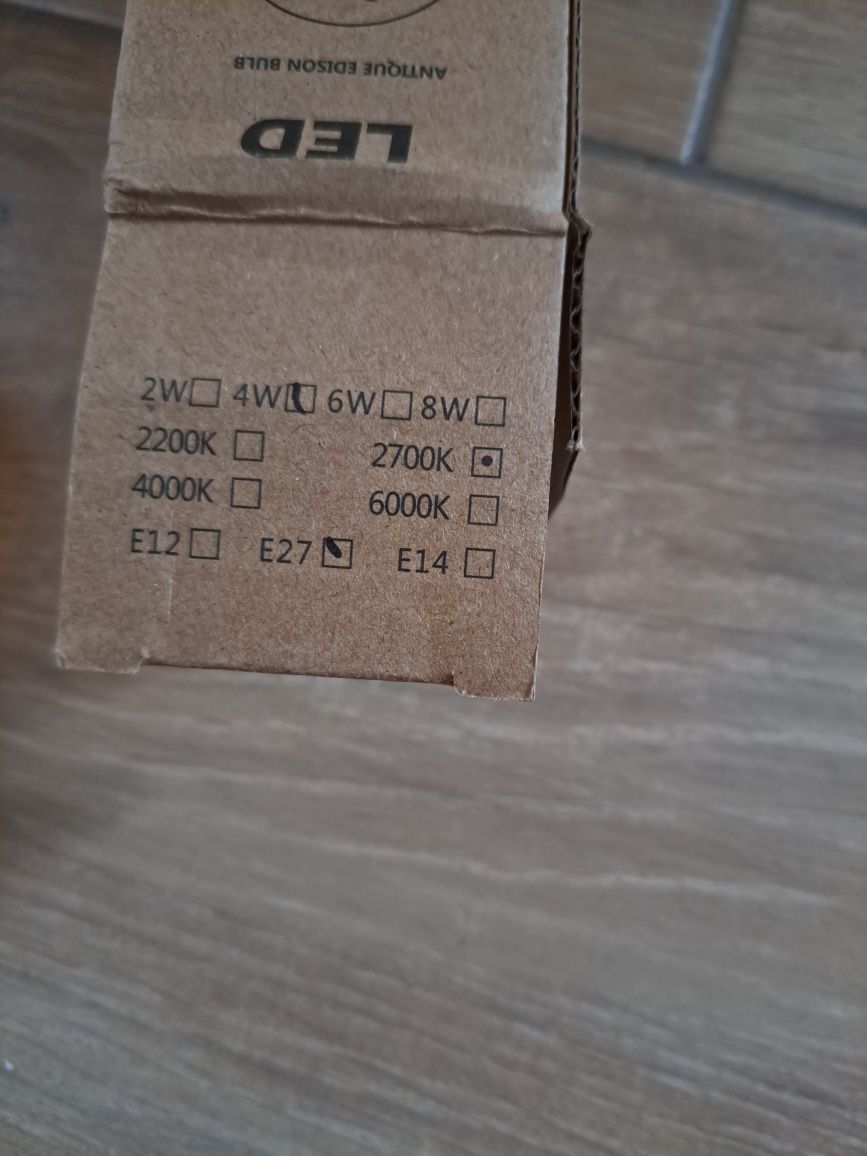 ANTIQUE EDISON BULB
LED
2W☐ 4W☑ 6W☐ 8W☐
2200K ☐ 2700K ☑
4000K ☐ 6000K ☐
E12☐ E27☑ E14☐